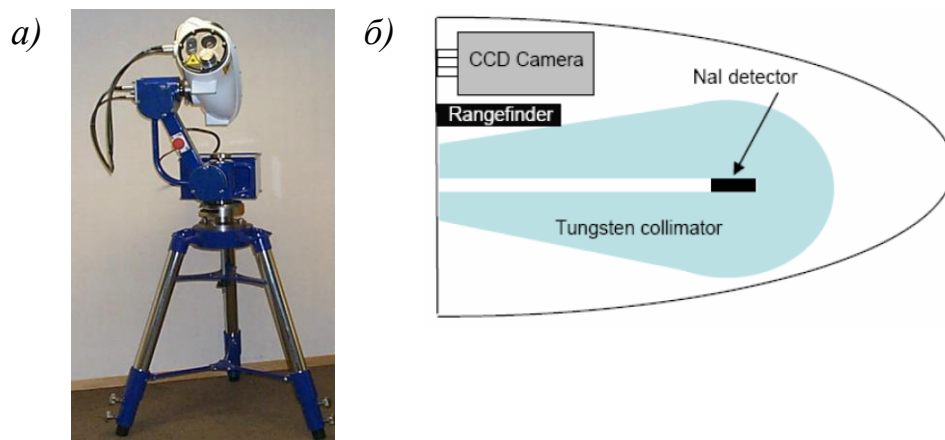 а)
б)
CCD Camera
NaI detector
Rangefinder
Tungsten collimator